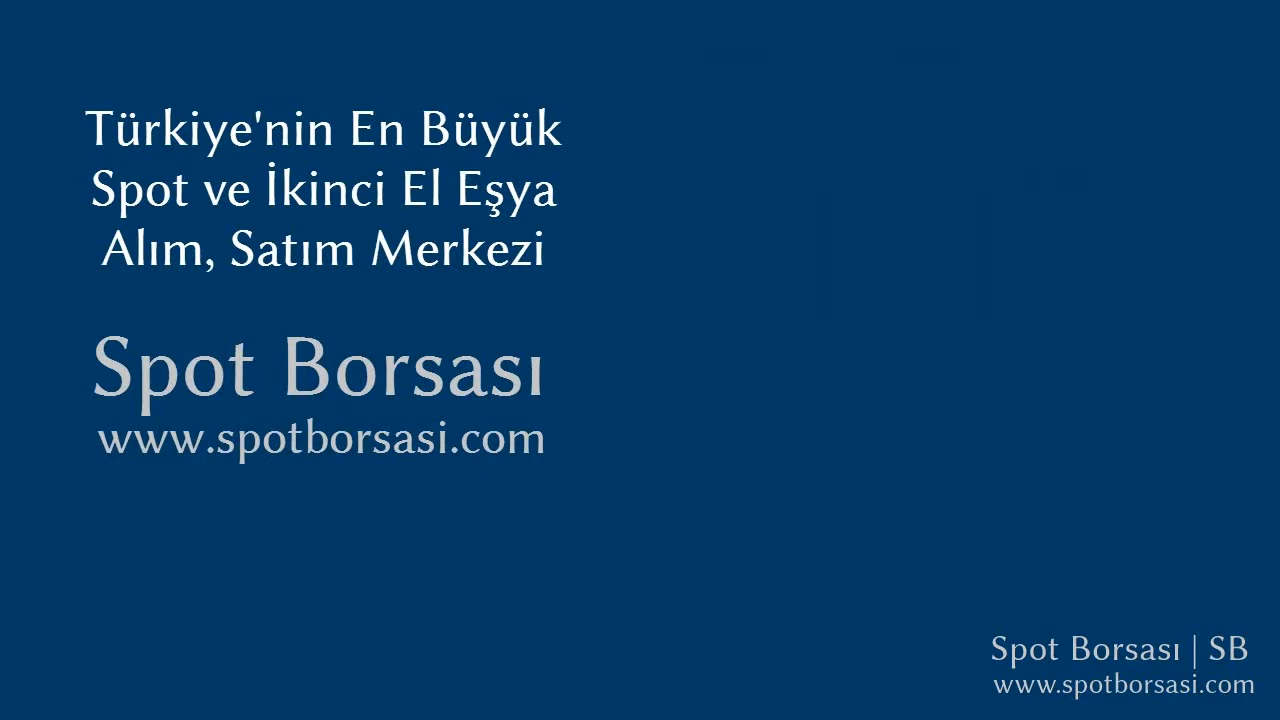 Türkiye'nin En Büyük
Spot ve İkinci El Eşya
Alım, Satım Merkezi
Spot Borsası
www.spotborsasi.com
Spot Borsası | SB
www.spotborsasi.com